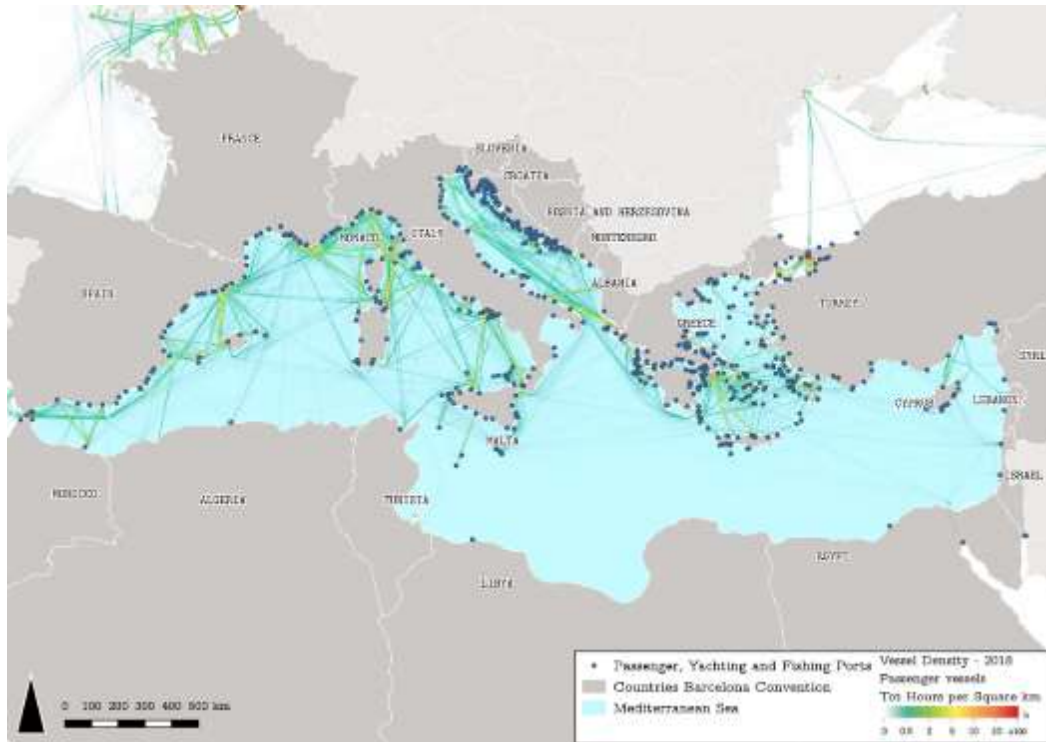 SLOVENIA
FRANCE
CROATIA
BOSNIA AND HERZEGOVINA
MONACO
ITALY
MONTENEGRO
ALBANIA
SPAIN
GREECE
TURKEY
CYPRUS
LEBANON
MALTA
ISRAEL
MOROCCO
ALGERIA
TUNISIA
EGYPT
LIBYA
Passenger, Yachting and Fishing Ports
Countries Barcelona Convention
Mediterranean Sea
Vessel Density - 2018
Passenger vessels
Tot Hours per Square km
0 100 200 300 400 500 km